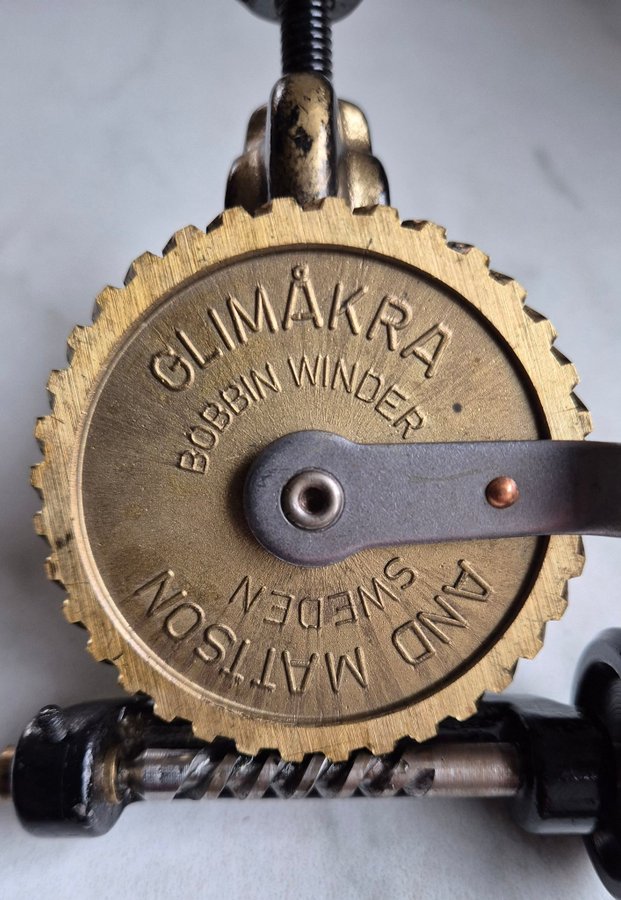 GLIMÅKRA
BOBBIN WINDER
SWEDEN
AND MATTSON